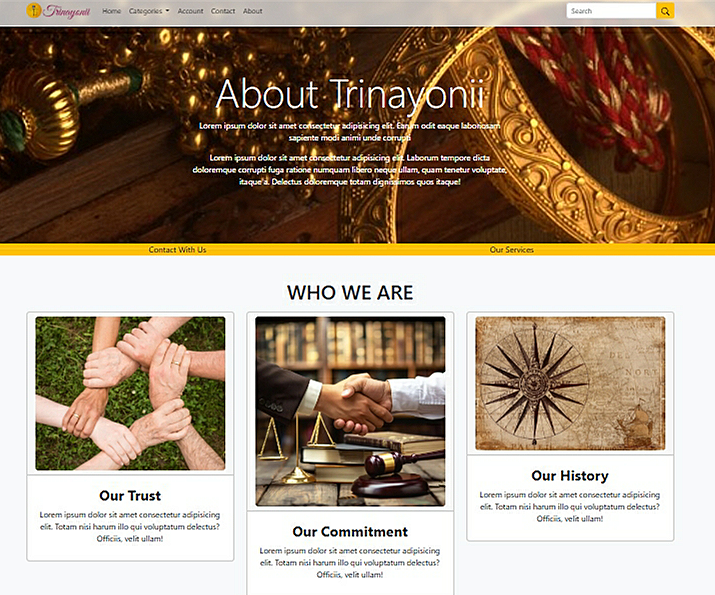 Trinayonii Home Categories Account Contact About Search
About Trinayonii
Lorem ipsum dolor sit amet consectetur adipisicing elit. Earum odit eaque laboriosam
sapiente modi animi unde corrupti
Lorem ipsum dolor sit amet consectetur adipisicing elit. Laborum tempore dicta
doloremque corrupti fuga ratione numquam libero neque ullam, quam tenetur voluptate,
itaque a. Delectus doloremque totam dignissimos quos itaque!
Contact With Us Our Services
WHO WE ARE
Our Trust
Lorem ipsum dolor sit amet consectetur adipisicing
elit. Totam nisi harum illo qui voluptatum delectus?
Officiis, velit ullam!
Our Commitment
Lorem ipsum dolor sit amet consectetur adipisicing
elit. Totam nisi harum illo qui voluptatum delectus?
Officiis, velit ullam!
Our History
Lorem ipsum dolor sit amet consectetur adipisicing
elit. Totam nisi harum illo qui voluptatum delectus?
Officiis, velit ullam!